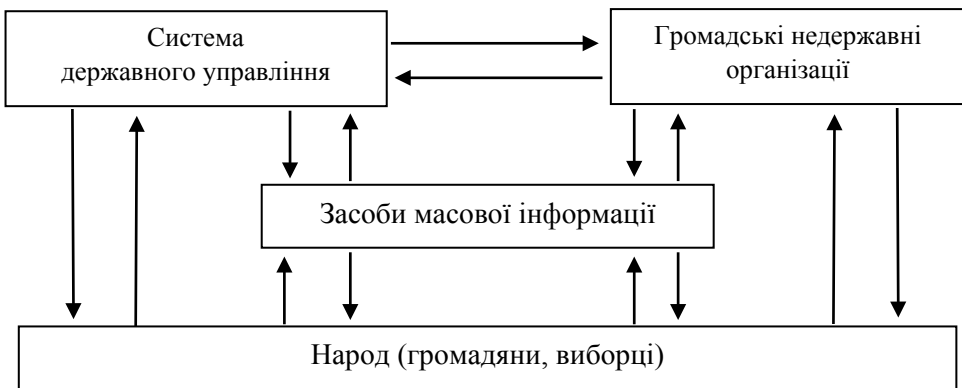 Система
державного управління
Громадські недержавні
організації
Засоби масової інформації
Народ (громадяни, виборці)